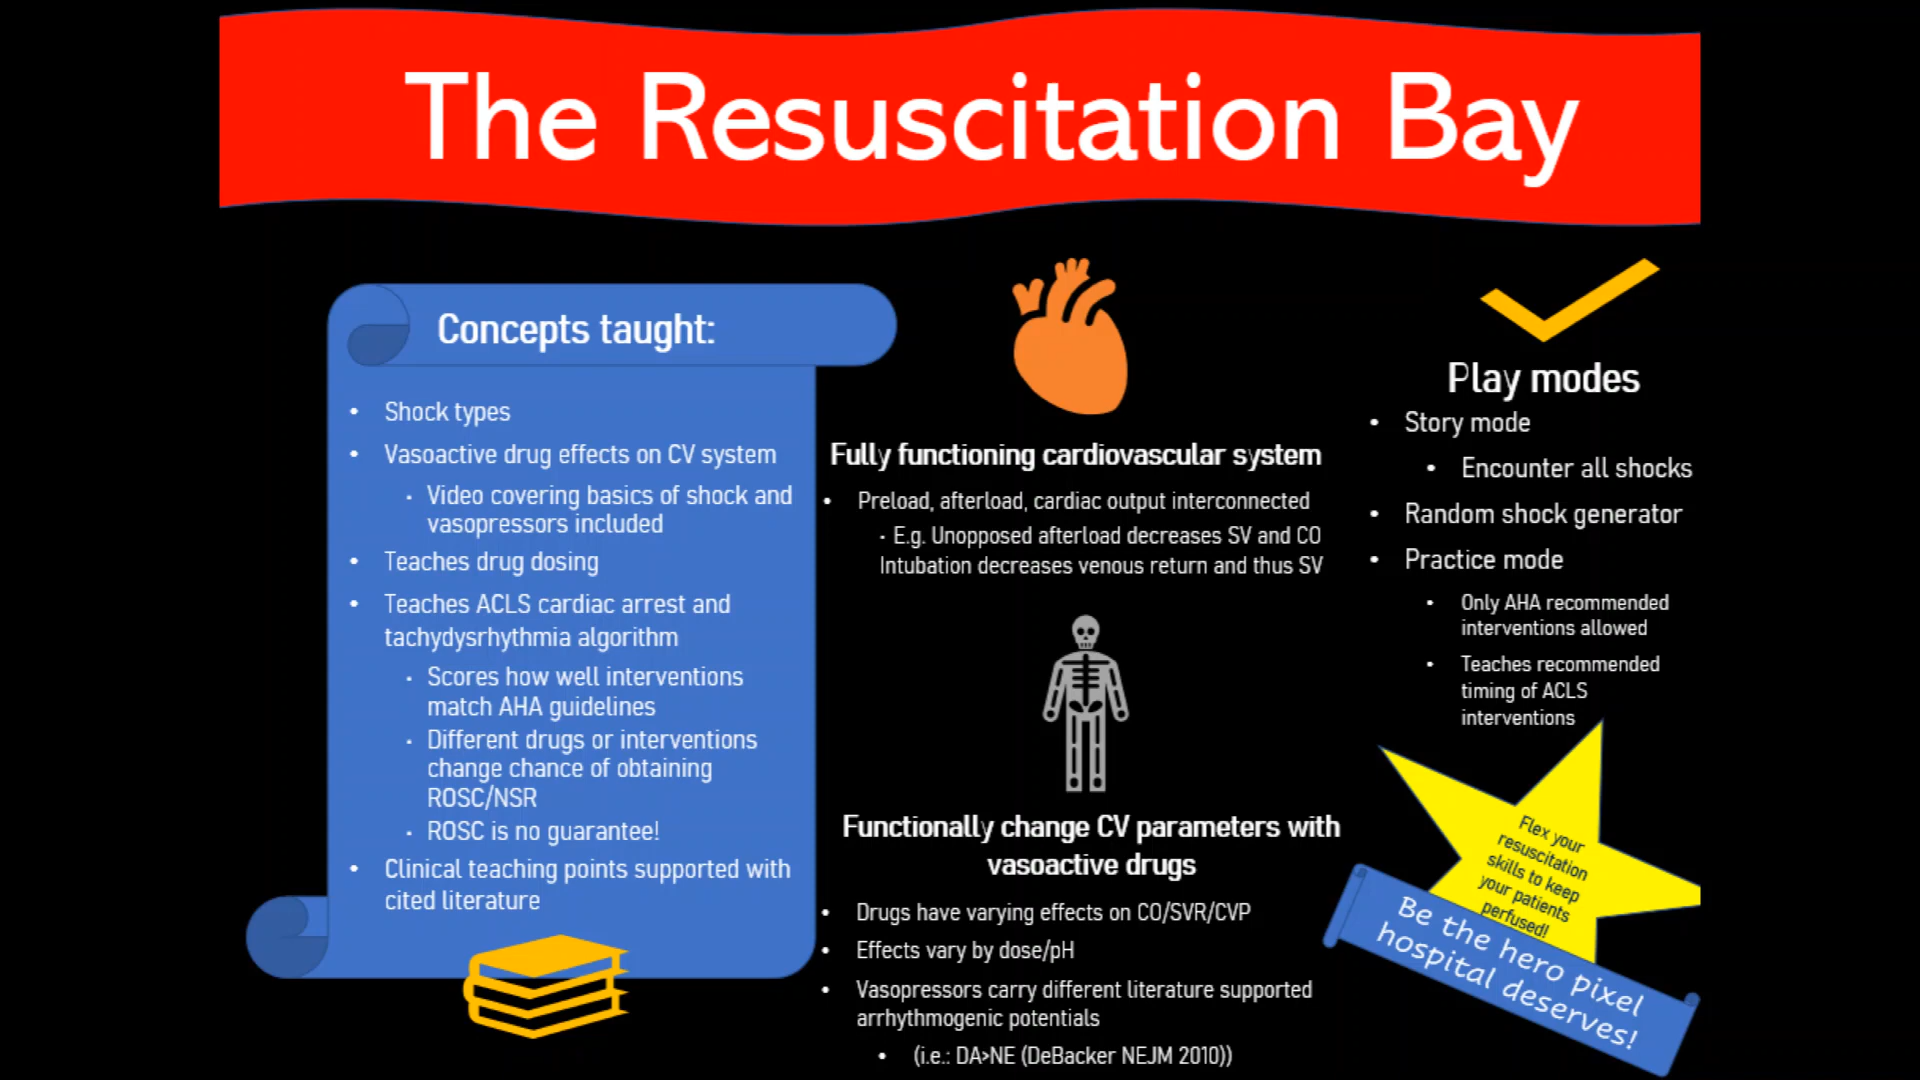 The Resuscitation Bay
Concepts taught:
• Shock types
• Vasoactive drug effects on CV system
• Video covering basics of shock and
vasopressors included
• Teaches drug dosing
• Teaches ACLS cardiac arrest and
tachydysrhythmia algorithm
• Scores how well interventions
match AHA guidelines
• Different drugs or interventions
change chance of obtaining
ROSC/NSR
• ROSC is no guarantee!
• Clinical teaching points supported with
cited literature
Fully functioning cardiovascular system
• Preload, afterload, cardiac output interconnected
• E.g. Unopposed afterload decreases SV and CO
Intubation decreases venous return and thus SV
Functionally change CV parameters with
vasoactive drugs
• Drugs have varying effects on CO/SVR/CVP
• Effects vary by dose/pH
• Vasopressors carry different literature supported
arrhythmogenic potentials
• (i.e.: DA>NE (DeBacker NEJM 2010))
Play modes
• Story mode
• Encounter all shocks
• Random shock generator
• Practice mode
• Only AHA recommended
interventions allowed
• Teaches recommended
timing of ACLS
interventions
Flex your
resuscitation
skills to keep
your patients
perfused!
Be the hero pixel
hospital deserves!